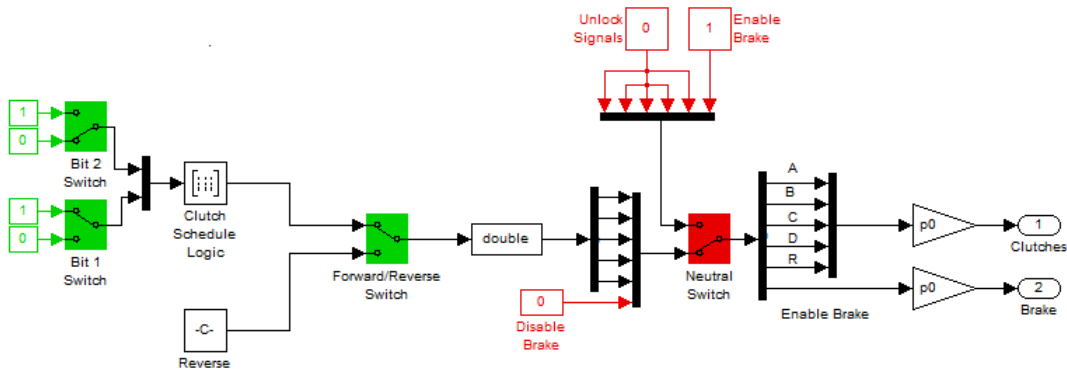 Unlock
Signals
0
1
Enable
Brake
1
0
Bit 2
Switch
1
0
Bit 1
Switch
[⋮⋮⋮]
Clutch
Schedule
Logic
-C-
Reverse
Forward/Reverse
Switch
double
0
Disable
Brake
Neutral
Switch
A
B
C
D
R
Enable Brake
p0
p0
1
Clutches
2
Brake